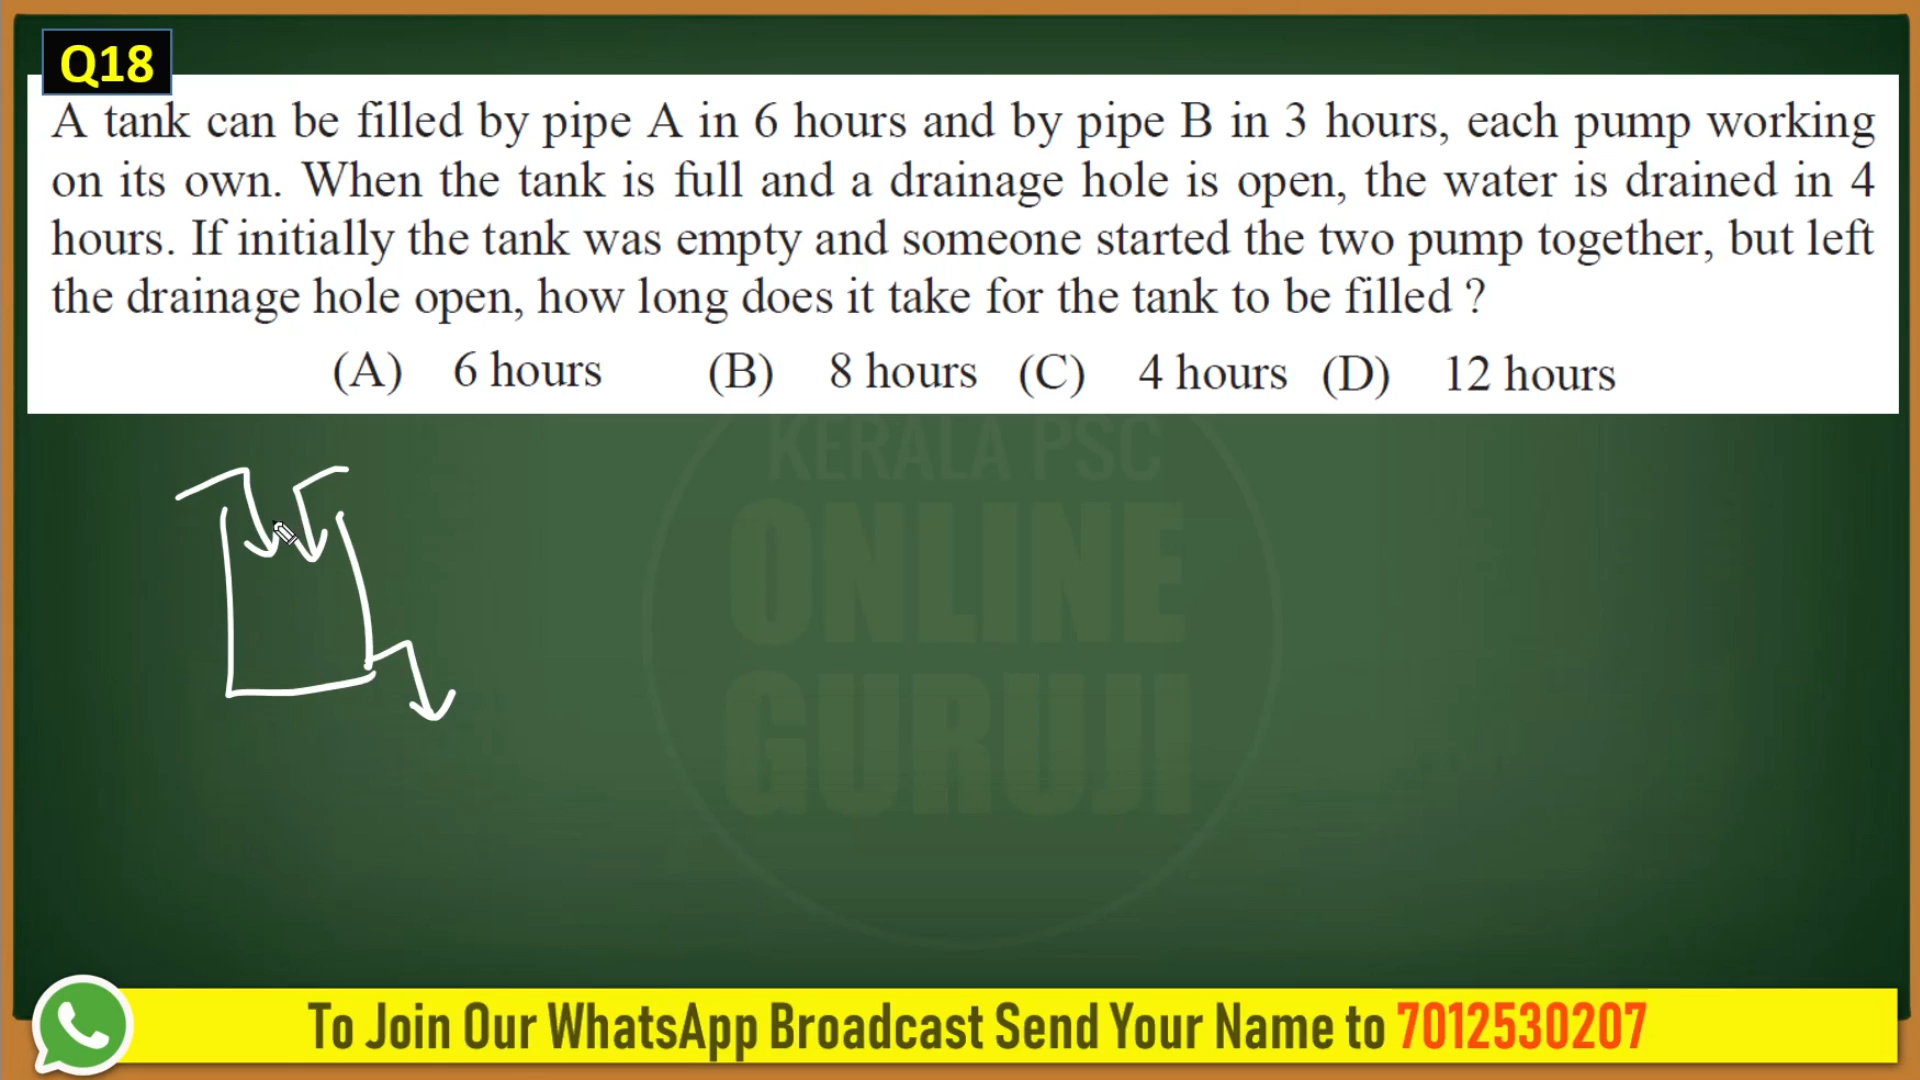 Q18
A tank can be filled by pipe A in 6 hours and by pipe B in 3 hours, each pump working
on its own. When the tank is full and a drainage hole is open, the water is drained in 4
hours. If initially the tank was empty and someone started the two pump together, but left
the drainage hole open, how long does it take for the tank to be filled ?
(A) 6 hours (B) 8 hours (C) 4 hours (D) 12 hours
KERALA PSC
ONLINE
GURUJI
To Join Our WhatsApp Broadcast Send Your Name to 7012530207